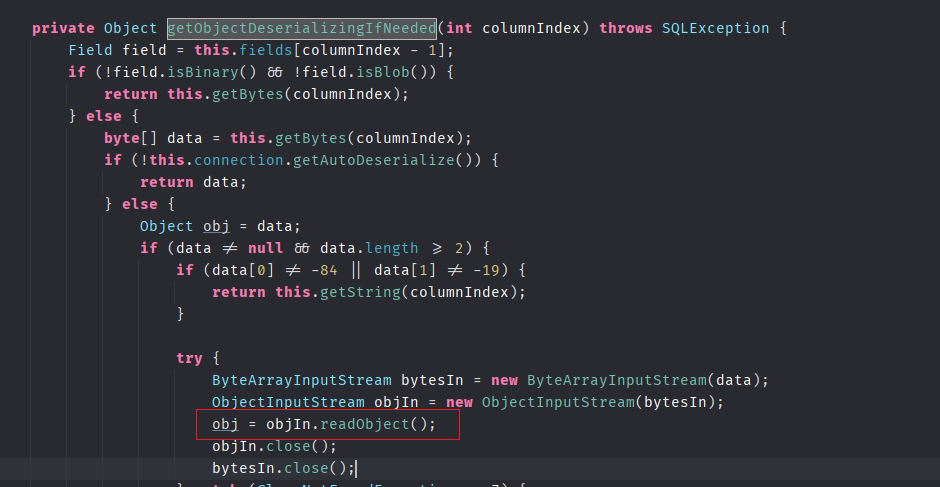 private Object getObjectDeserializingIfNeeded(int columnIndex) throws SQLException {
Field field = this.fields[columnIndex - 1];
if (!field.isBinary() && !field.isBlob()) {
return this.getBytes(columnIndex);
} else {
byte[] data = this.getBytes(columnIndex);
if (!this.connection.getAutoDeserialize()) {
return data;
} else {
Object obj = data;
if (data ≠ null && data.length ⩾ 2) {
if (data[0] ≠ -84 || data[1] ≠ -19) {
return this.getString(columnIndex);
}
try {
ByteArrayInputStream bytesIn = new ByteArrayInputStream(data);
ObjectInputStream objIn = new ObjectInputStream(bytesIn);
obj = objIn.readObject();
objIn.close();
bytesIn.close();